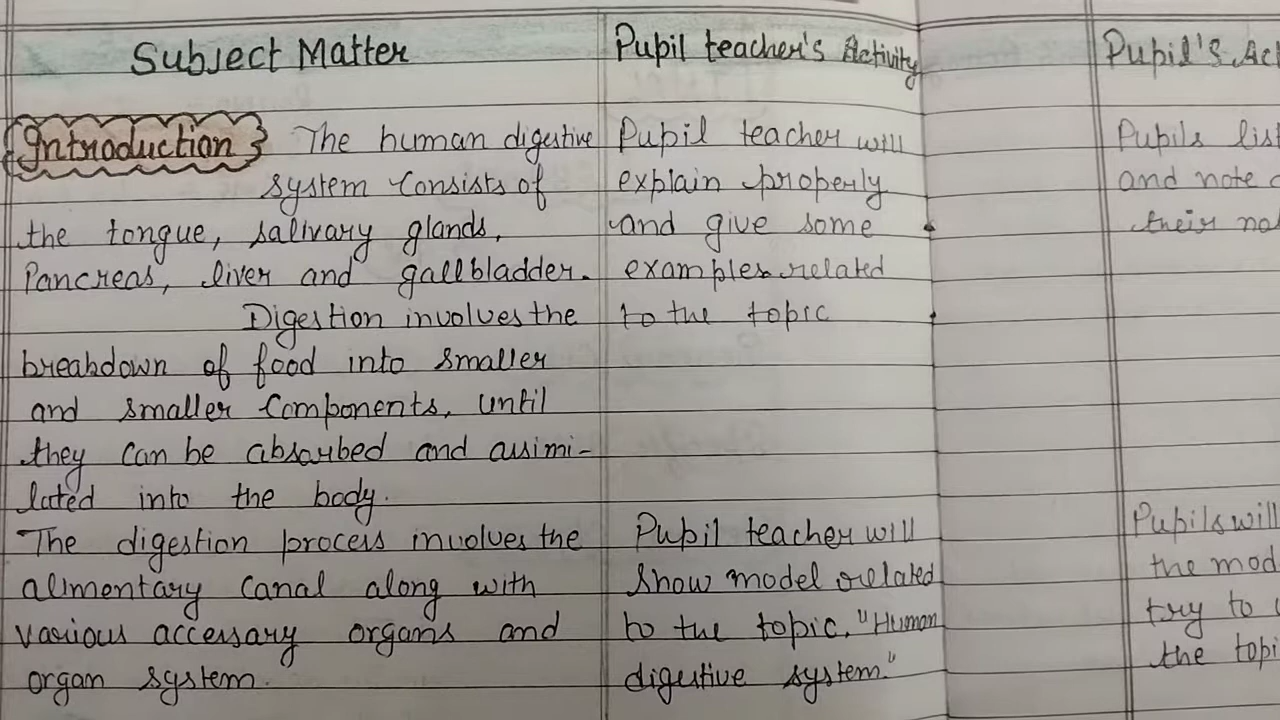 Subject Matter
Introduction The human digestive
system consists of
the tongue, salivary glands,
Pancreas, liver and gallbladder.
Digestion involves the
breakdown of food into smaller
and smaller components, until
they can be absorbed and assimi-
lated into the body.
The digestion process involves the
alimentary canal along with
various accessary organs and
organ system.
Pupil teacher's Activity
Pupil teacher will
explain properly
and give some
examples related
to the topic
Pupil teacher will
show model related
to the topic. "Human
digestive system."
Pupil's
Pupils
and note
their
Pupils will
the
try to
the